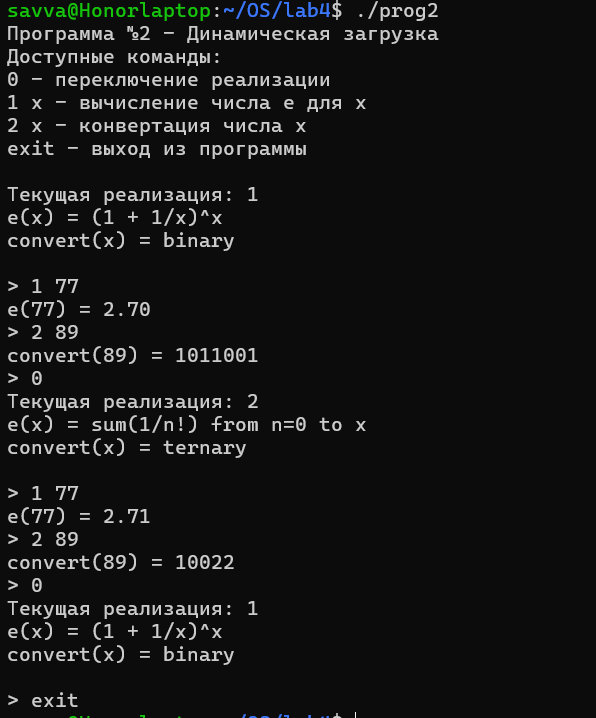 savva@Honorlaptop:~/OS/lab4$ ./prog2
Программа №2 - Динамическая загрузка
Доступные команды:
0 - переключение реализации
1 x - вычисление числа e для x
2 x - конвертация числа x
exit - выход из программы
Текущая реализация: 1
e(x) = (1 + 1/x)^x
convert(x) = binary
> 1 77
e(77) = 2.70
> 2 89
convert(89) = 1011001
> 0
Текущая реализация: 2
e(x) = sum(1/n!) from n=0 to x
convert(x) = ternary
> 1 77
e(77) = 2.71
> 2 89
convert(89) = 10022
> 0
Текущая реализация: 1
e(x) = (1 + 1/x)^x
convert(x) = binary
> exit